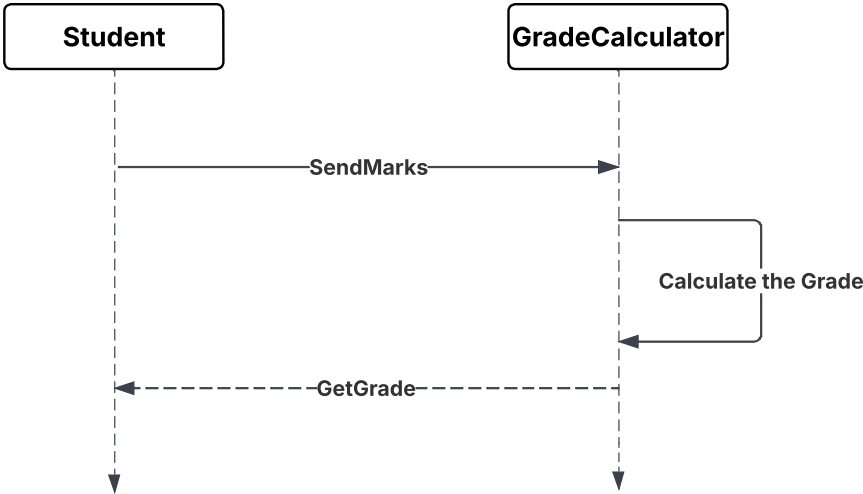 Student
GradeCalculator
SendMarks
Calculate the Grade
GetGrade